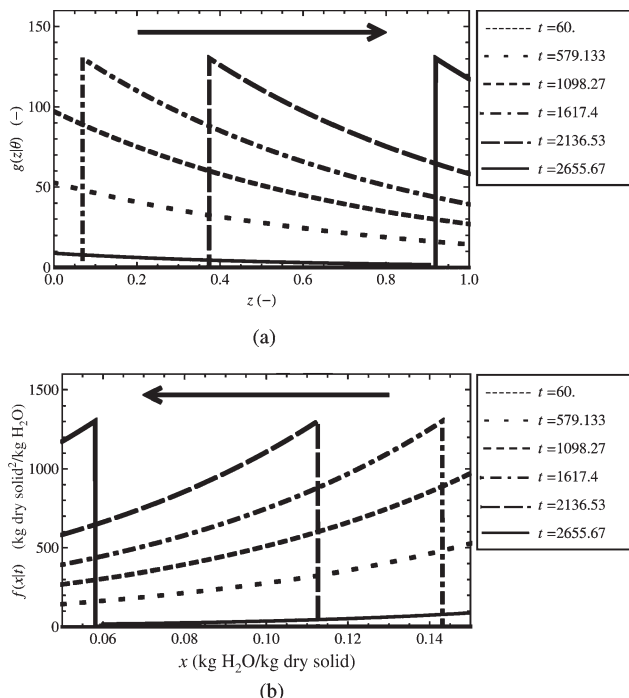 150
100
50
0
g(z|θ) (−)
0.0 0.2 0.4 0.6 0.8 1.0
z (−)
t =60.
t =579.133
t =1098.27
t =1617.4
t =2136.53
t =2655.67
(a)
1500
1000
500
0
f(x|t) (kg dry solid²/kg H₂O)
0.06 0.08 0.10 0.12 0.14
x (kg H₂O/kg dry solid)
t =60.
t =579.133
t =1098.27
t =1617.4
t =2136.53
t =2655.67
(b)